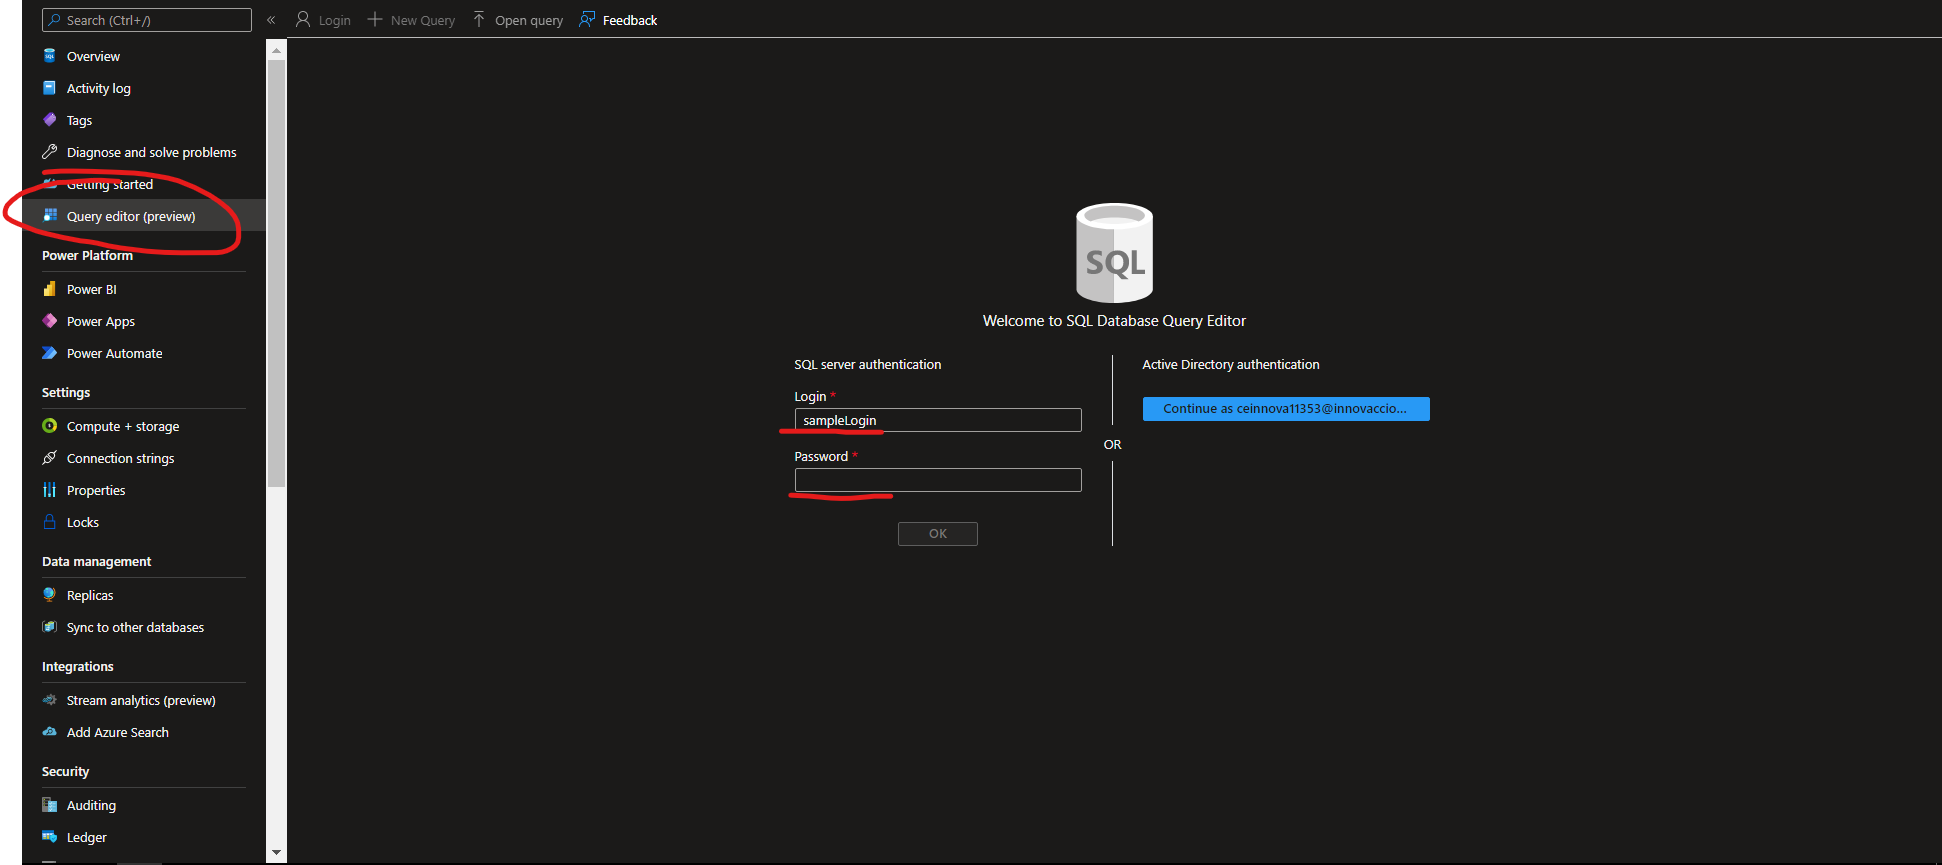 Search (Ctrl+/)
«
Login
New Query
Open query
Feedback
Overview
Activity log
Tags
Diagnose and solve problems
Getting started
Query editor (preview)
Power Platform
Power BI
Power Apps
Power Automate
Settings
Compute + storage
Connection strings
Properties
Locks
Data management
Replicas
Sync to other databases
Integrations
Stream analytics (preview)
Add Azure Search
Security
Auditing
Ledger
SQL
Welcome to SQL Database Query Editor
SQL server authentication
Login *
sampleLogin
Password *
OK
OR
Active Directory authentication
Continue as ceinnova11353@innovaccio...